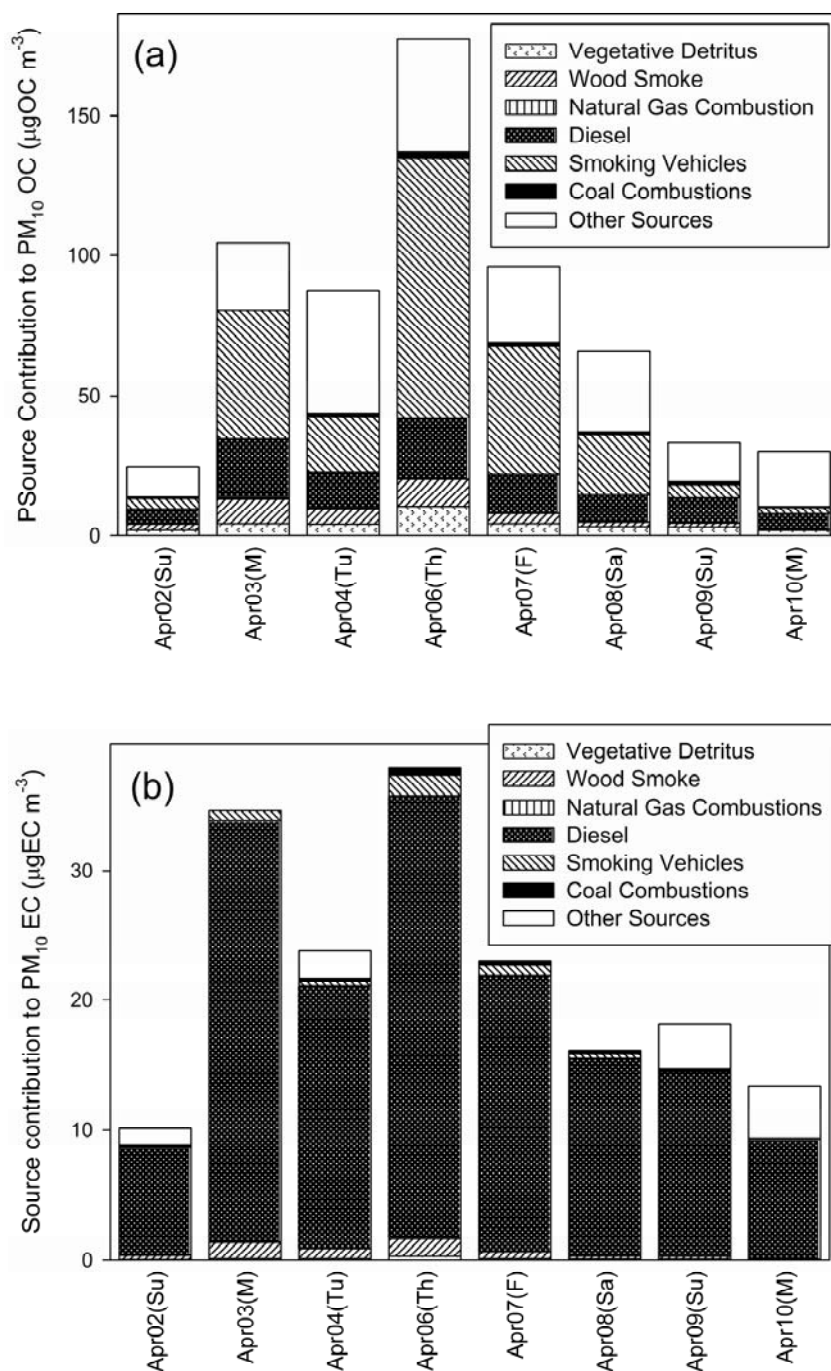 (a)
PSource Contribution to PM10 OC (µgOC m-3)
150
100
50
0
Vegetative Detritus
Wood Smoke
Natural Gas Combustion
Diesel
Smoking Vehicles
Coal Combustions
Other Sources
Apr02(Su)
Apr03(M)
Apr04(Tu)
Apr06(Th)
Apr07(F)
Apr08(Sa)
Apr09(Su)
Apr10(M)
(b)
Source contribution to PM10 EC (µgEC m-3)
30
20
10
0
Vegetative Detritus
Wood Smoke
Natural Gas Combustions
Diesel
Smoking Vehicles
Coal Combustions
Other Sources
Apr02(Su)
Apr03(M)
Apr04(Tu)
Apr06(Th)
Apr07(F)
Apr08(Sa)
Apr09(Su)
Apr10(M)